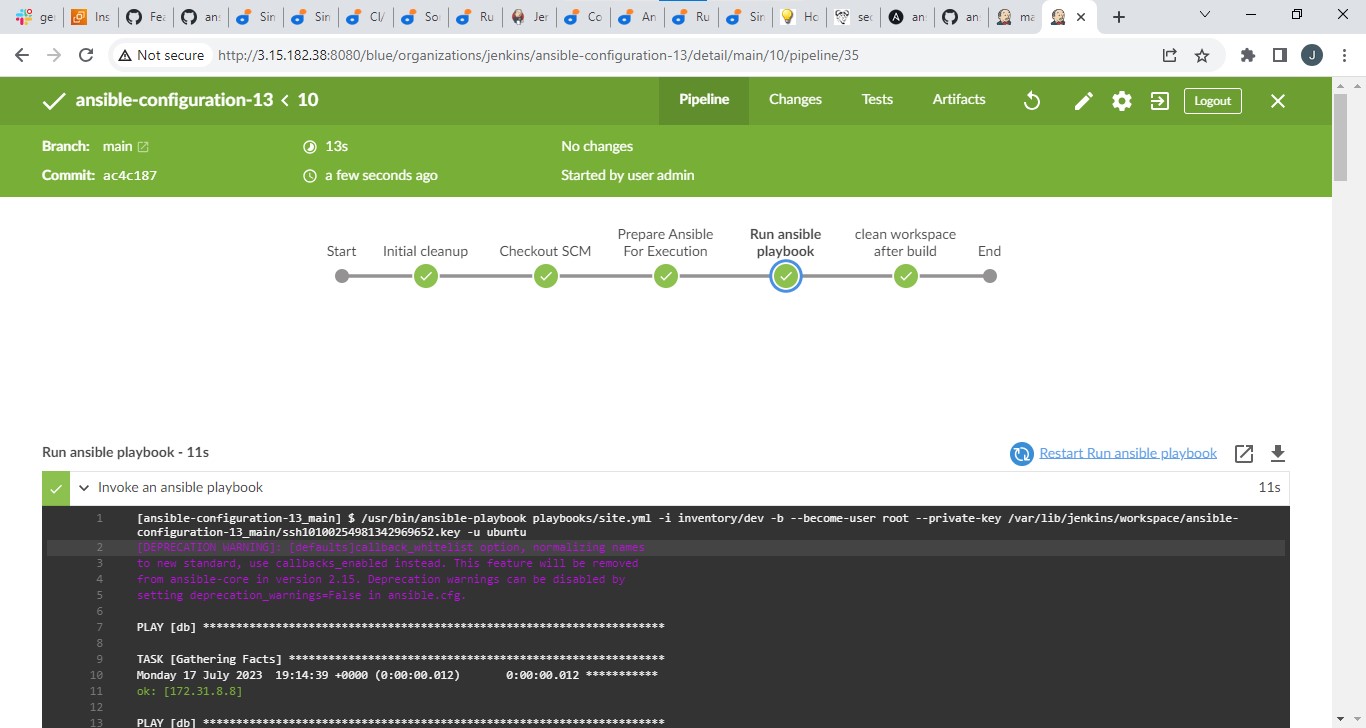 ge
Ins
Fea
ans
Sin
Sin
CI/
Sor
Ru
Jer
Co
An
Ru
Sin
Ho
sec
an
an
ma
Not secure
http://3.15.182.38:8080/blue/organizations/jenkins/ansible-configuration-13/detail/main/10/pipeline/35
J
ansible-configuration-13 < 10
Pipeline
Changes
Tests
Artifacts
Logout
Branch: main
13s
No changes
Commit: ac4c187
a few seconds ago
Started by user admin
Start
Initial cleanup
Checkout SCM
Prepare Ansible
For Execution
Run ansible
playbook
clean workspace
after build
End
Run ansible playbook - 11s
Restart Run ansible playbook
Invoke an ansible playbook
11s
1 [ansible-configuration-13_main] $ /usr/bin/ansible-playbook playbooks/site.yml -i inventory/dev -b --become-user root --private-key /var/lib/jenkins/workspace/ansible-
configuration-13_main/ssh10100254981342969652.key -u ubuntu
2 [DEPRECATION WARNING]: [defaults]callback_whitelist option, normalizing names
3 to new standard, use callbacks_enabled instead. This feature will be removed
4 from ansible-core in version 2.15. Deprecation warnings can be disabled by
5 setting deprecation_warnings=False in ansible.cfg.
6
7 PLAY [db] **********************************************************************
8
9 TASK [Gathering Facts] *********************************************************
10 Monday 17 July 2023  19:14:39 +0000 (0:00:00.012)       0:00:00.012 ***********
11 ok: [172.31.8.8]
12
13 PLAY [db] **********************************************************************